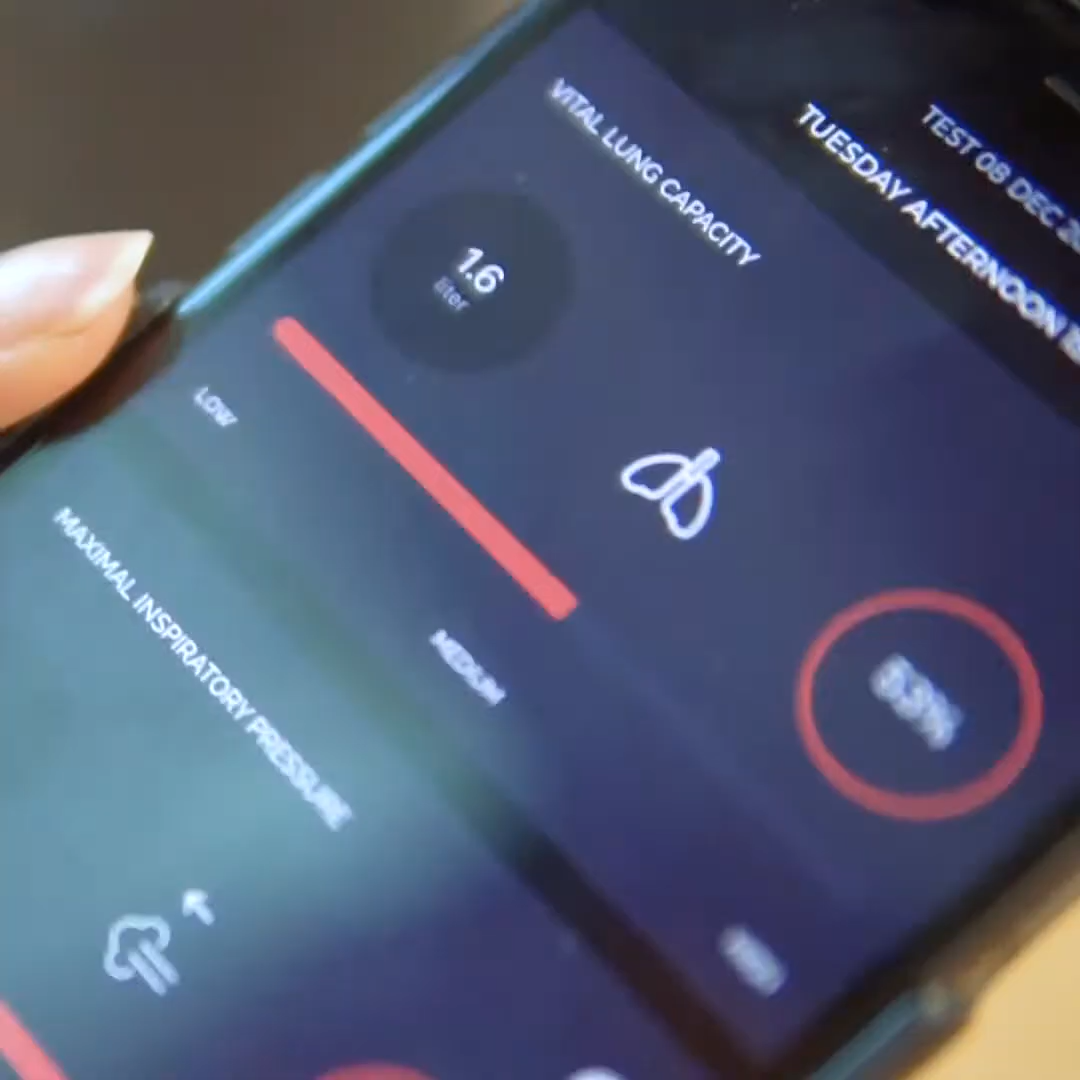 TEST 08 DEC
TUESDAY AFTERNOON
VITAL LUNG CAPACITY
1.6
liter
LOW
MEDIUM
MAXIMAL INSPIRATORY PRESSURE